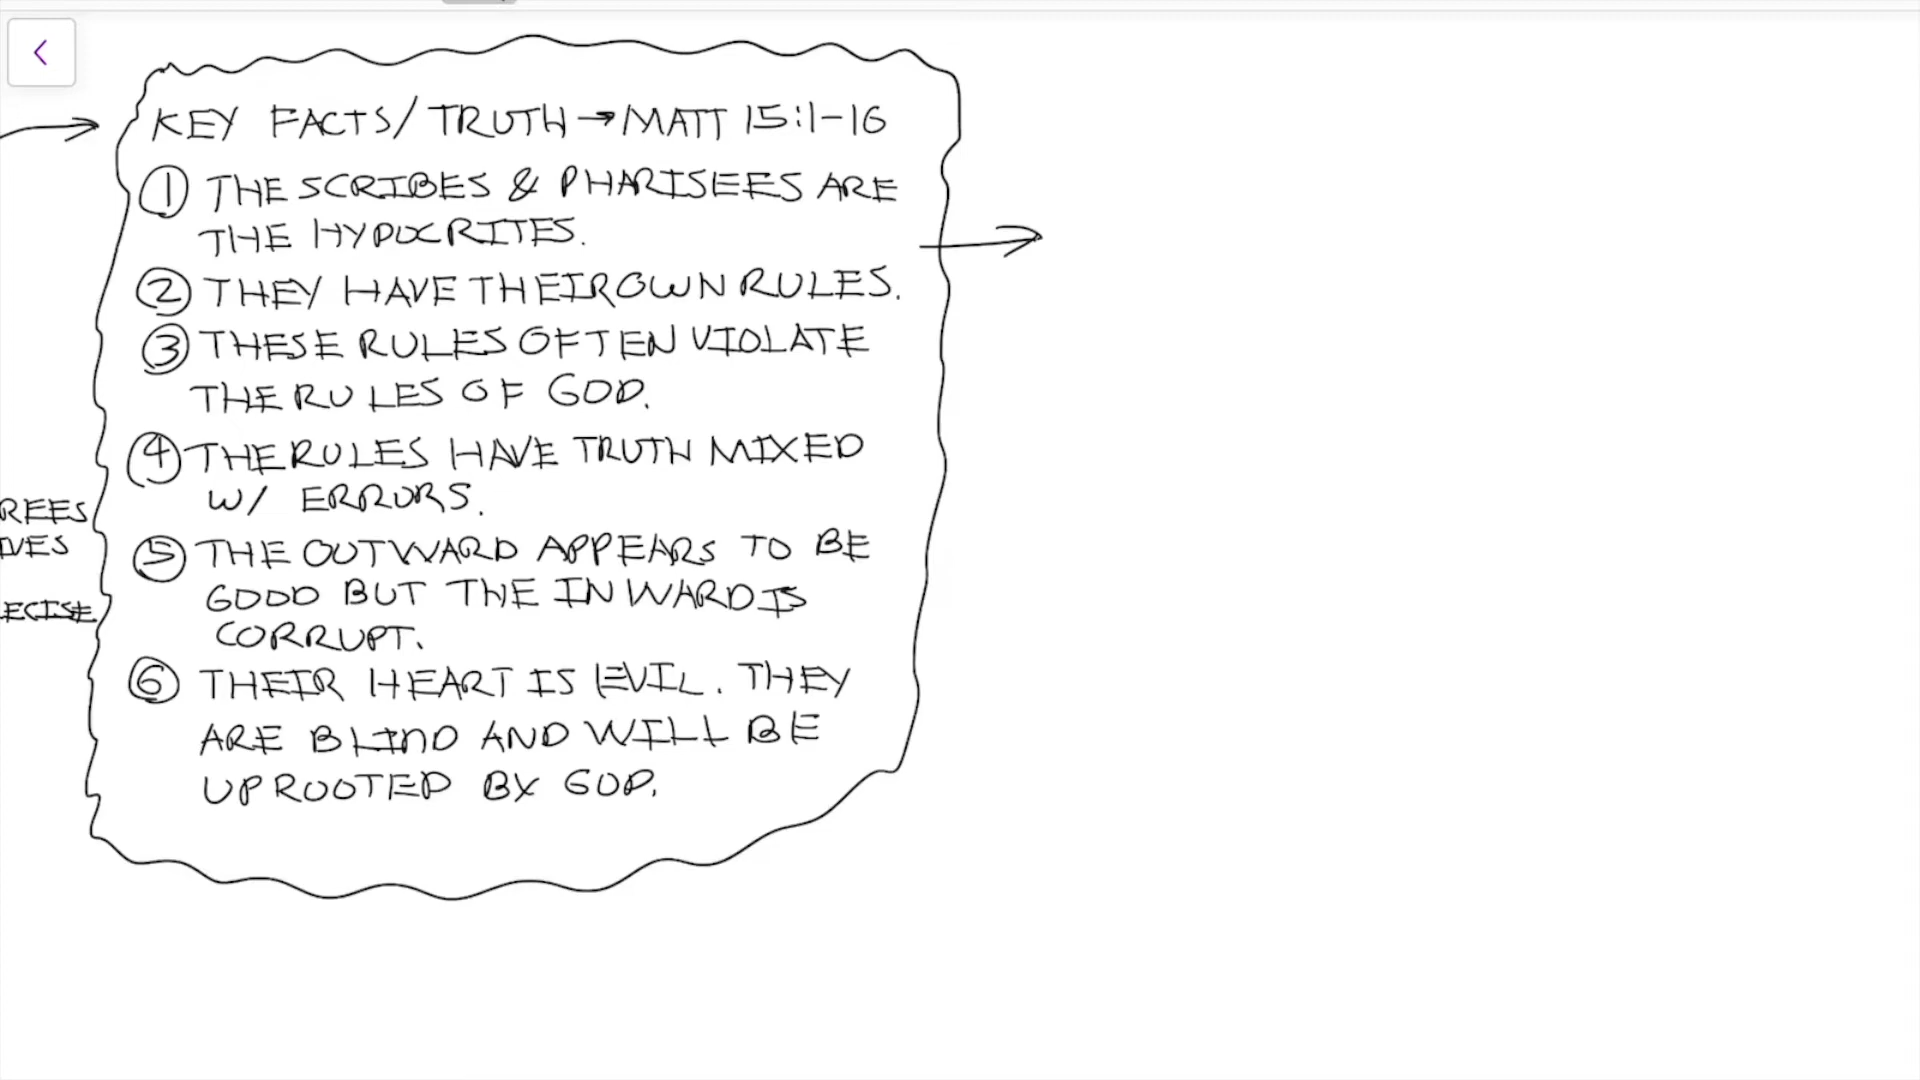 KEY FACTS/TRUTH → MATT 15:1-16
① THE SCRIBES & PHARISEES ARE
THE HYPOCRITES.
② THEY HAVE THEIR OWN RULES.
③ THESE RULES OFTEN VIOLATE
THE RULES OF GOD.
④ THE RULES HAVE TRUTH MIXED
W/ ERRORS.
REES
⑤ THE OUTWARD APPEARS TO BE
GOOD BUT THE INWARD IS
ECISE
CORRUPT.
⑥ THEIR HEART IS EVIL. THEY
ARE BLIND AND WILL BE
UPROOTED BY GOD.